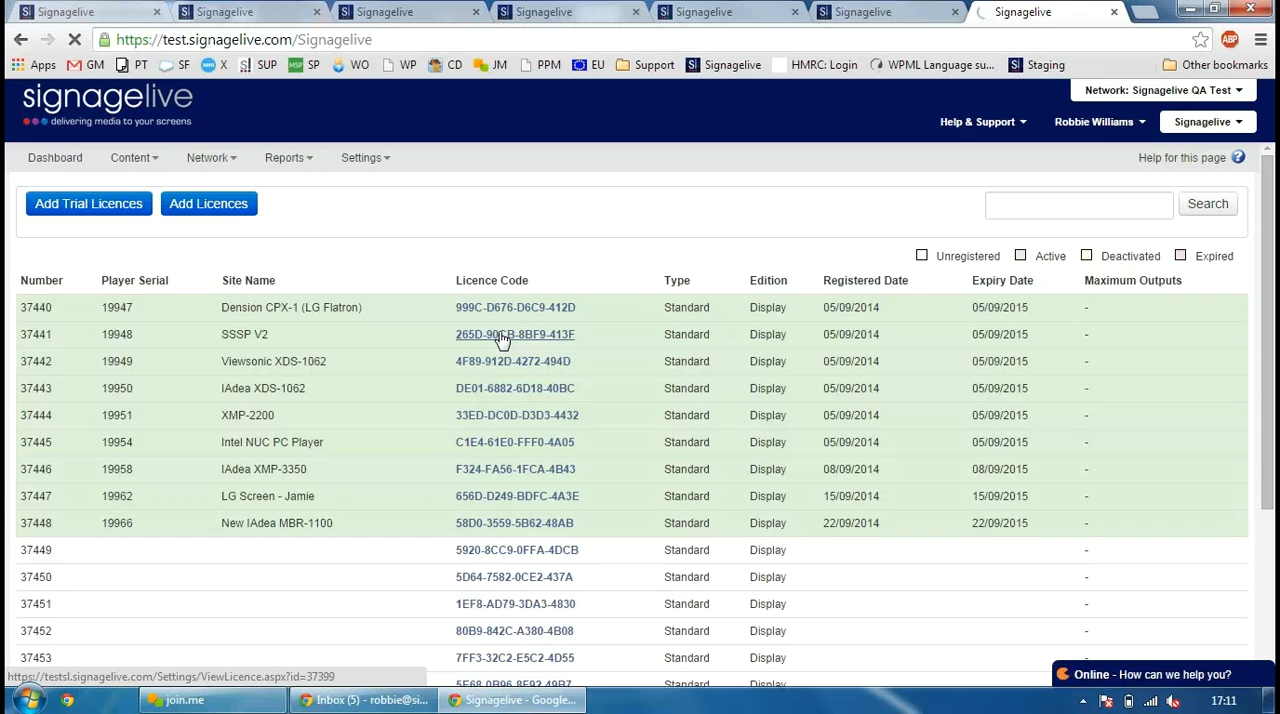 Signagelive
Signagelive
Signagelive
Signagelive
Signagelive
Signagelive
Signagelive
https://test.signagelive.com/Signagelive
ABP
Apps GM PT SF X SUP SP WO WP CD JM PPM EU Support Signagelive HMRC: Login WPML Language su... Staging Other bookmarks
signagelive
delivering media to your screens
Network: Signagelive QA Test
Help & Support Robbie Williams Signagelive
Dashboard Content Network Reports Settings Help for this page
Add Trial Licences Add Licences Search
Unregistered Active Deactivated Expired
Number Player Serial Site Name Licence Code Type Edition Registered Date Expiry Date Maximum Outputs
37440 19947 Dension CPX-1 (LG Flatron) 999C-D676-D6C9-412D Standard Display 05/09/2014 05/09/2015 -
37441 19948 SSSP V2 265D-90CB-8BF9-413F Standard Display 05/09/2014 05/09/2015 -
37442 19949 Viewsonic XDS-1062 4F89-912D-4272-494D Standard Display 05/09/2014 05/09/2015 -
37443 19950 IAdea XDS-1062 DE01-6882-6D18-40BC Standard Display 05/09/2014 05/09/2015 -
37444 19951 XMP-2200 33ED-DC0D-D3D3-4432 Standard Display 05/09/2014 05/09/2015 -
37445 19954 Intel NUC PC Player C1E4-61E0-FFF0-4A05 Standard Display 05/09/2014 05/09/2015 -
37446 19958 IAdea XMP-3350 F324-FA56-1FCA-4B43 Standard Display 08/09/2014 08/09/2015 -
37447 19962 LG Screen - Jamie 656D-D249-BDFC-4A3E Standard Display 15/09/2014 15/09/2015 -
37448 19966 New IAdea MBR-1100 58D0-3559-5B62-48AB Standard Display 22/09/2014 22/09/2015 -
37449 5920-8CC9-0FFA-4DCB Standard Display -
37450 5D64-7582-0CE2-437A Standard Display -
37451 1EF8-AD79-3DA3-4830 Standard Display -
37452 80B9-842C-A380-4B08 Standard Display -
37453 7FF3-32C2-E5C2-4D55 Standard Display
Standard Display
https://testsl.signagelive.com/Settings/ViewLicence.aspx?id=37399
Online - How can we help you?
join.me Inbox (5) - robbie@si... Signagelive - Google... 17:11